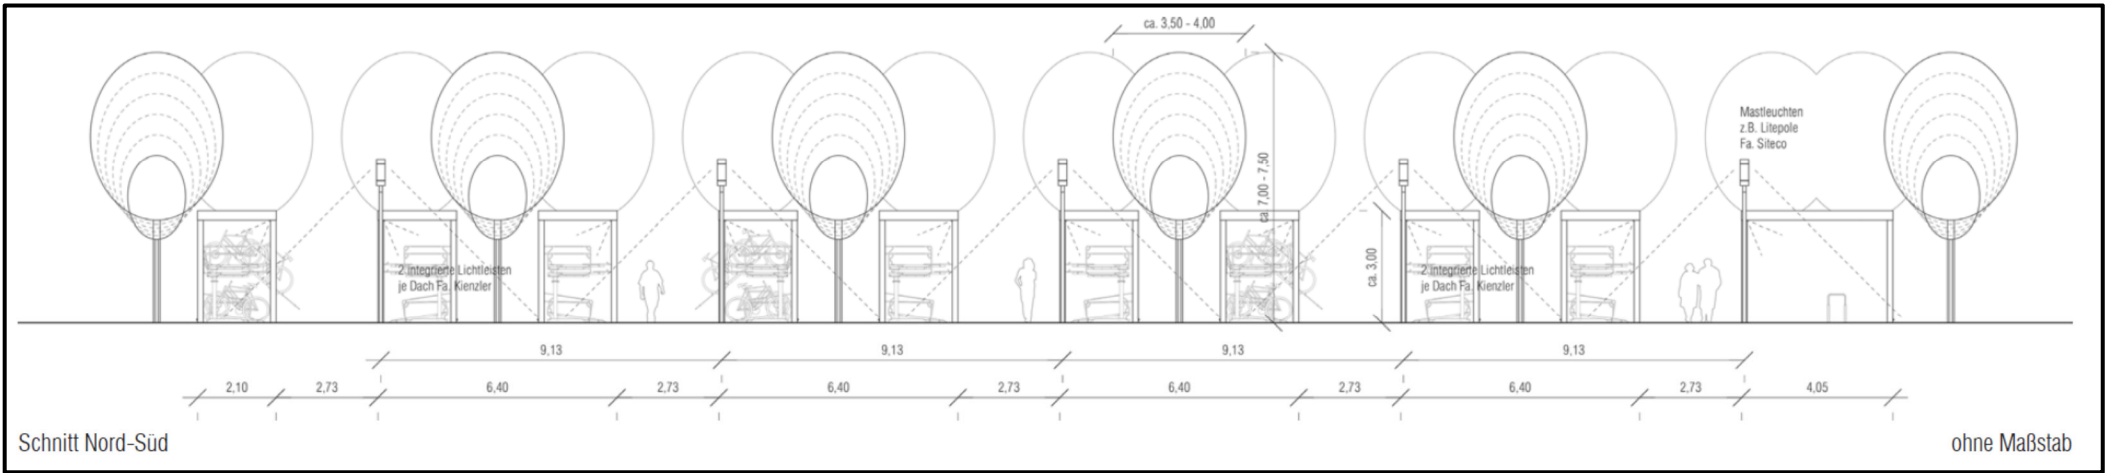 ca. 3,50 - 4,00
Mastleuchten
z.B. Litepole
Fa. Siteco
ca. 7,00 - 7,50
ca. 3,00
2 integrierte Lichtleisten
je Dach Fa. Kienzler
2 integrierte Lichtleisten
je Dach Fa. Kienzler
9,13 9,13 9,13 9,13
2,10 2,73 6,40 2,73 6,40 2,73 6,40 2,73 6,40 2,73 4,05
Schnitt Nord-Süd
ohne Maßstab